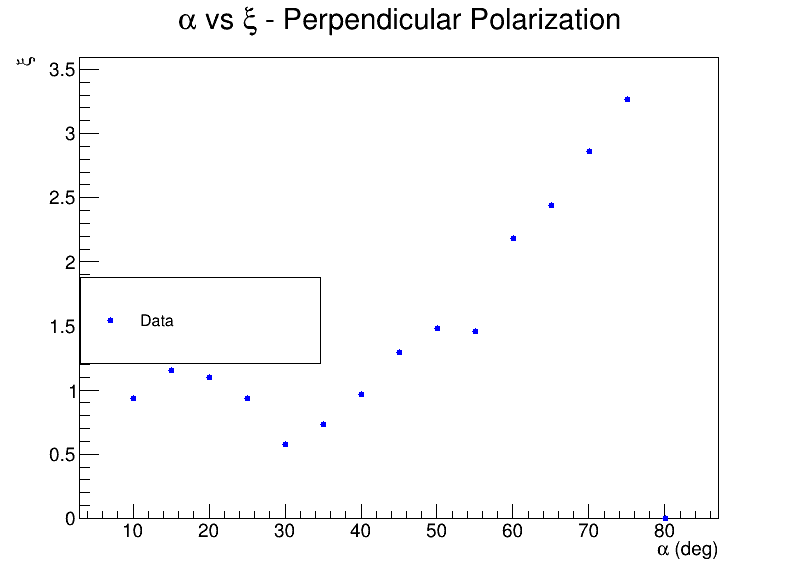 α vs ξ - Perpendicular Polarization
ξ
3.5
3
2.5
2
1.5
1
0.5
0
Data
10 20 30 40 50 60 70 80
α (deg)